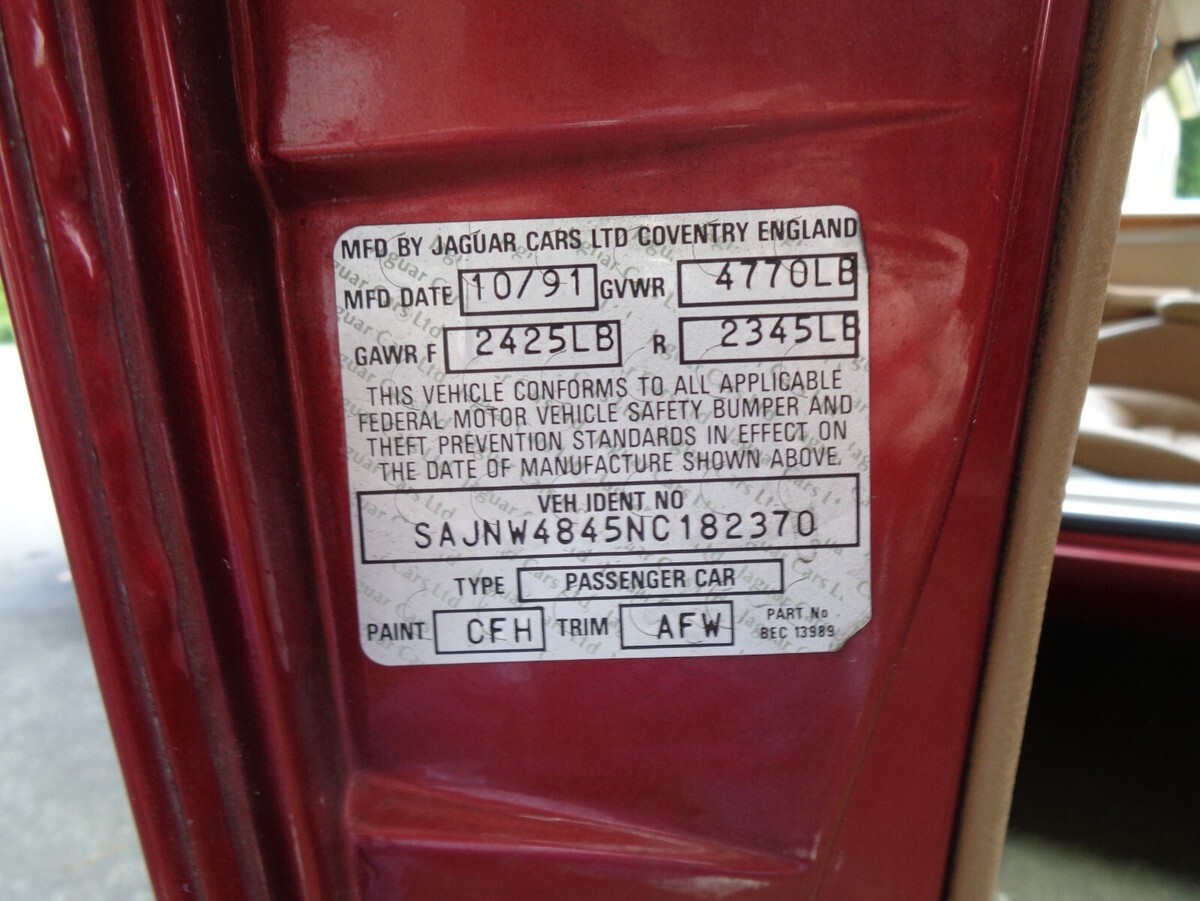 MFD BY JAGUAR CARS LTD COVENTRY ENGLAND
MFD DATE 10/91 GVWR 4770LB
GAWR F 2425LB R 2345LB
THIS VEHICLE CONFORMS TO ALL APPLICABLE
FEDERAL MOTOR VEHICLE SAFETY BUMPER AND
THEFT PREVENTION STANDARDS IN EFFECT ON
THE DATE OF MANUFACTURE SHOWN ABOVE.
VEH IDENT NO
SAJNW4845NC182370
TYPE PASSENGER CAR
PAINT CFH TRIM AFW PART No
BEC 13989